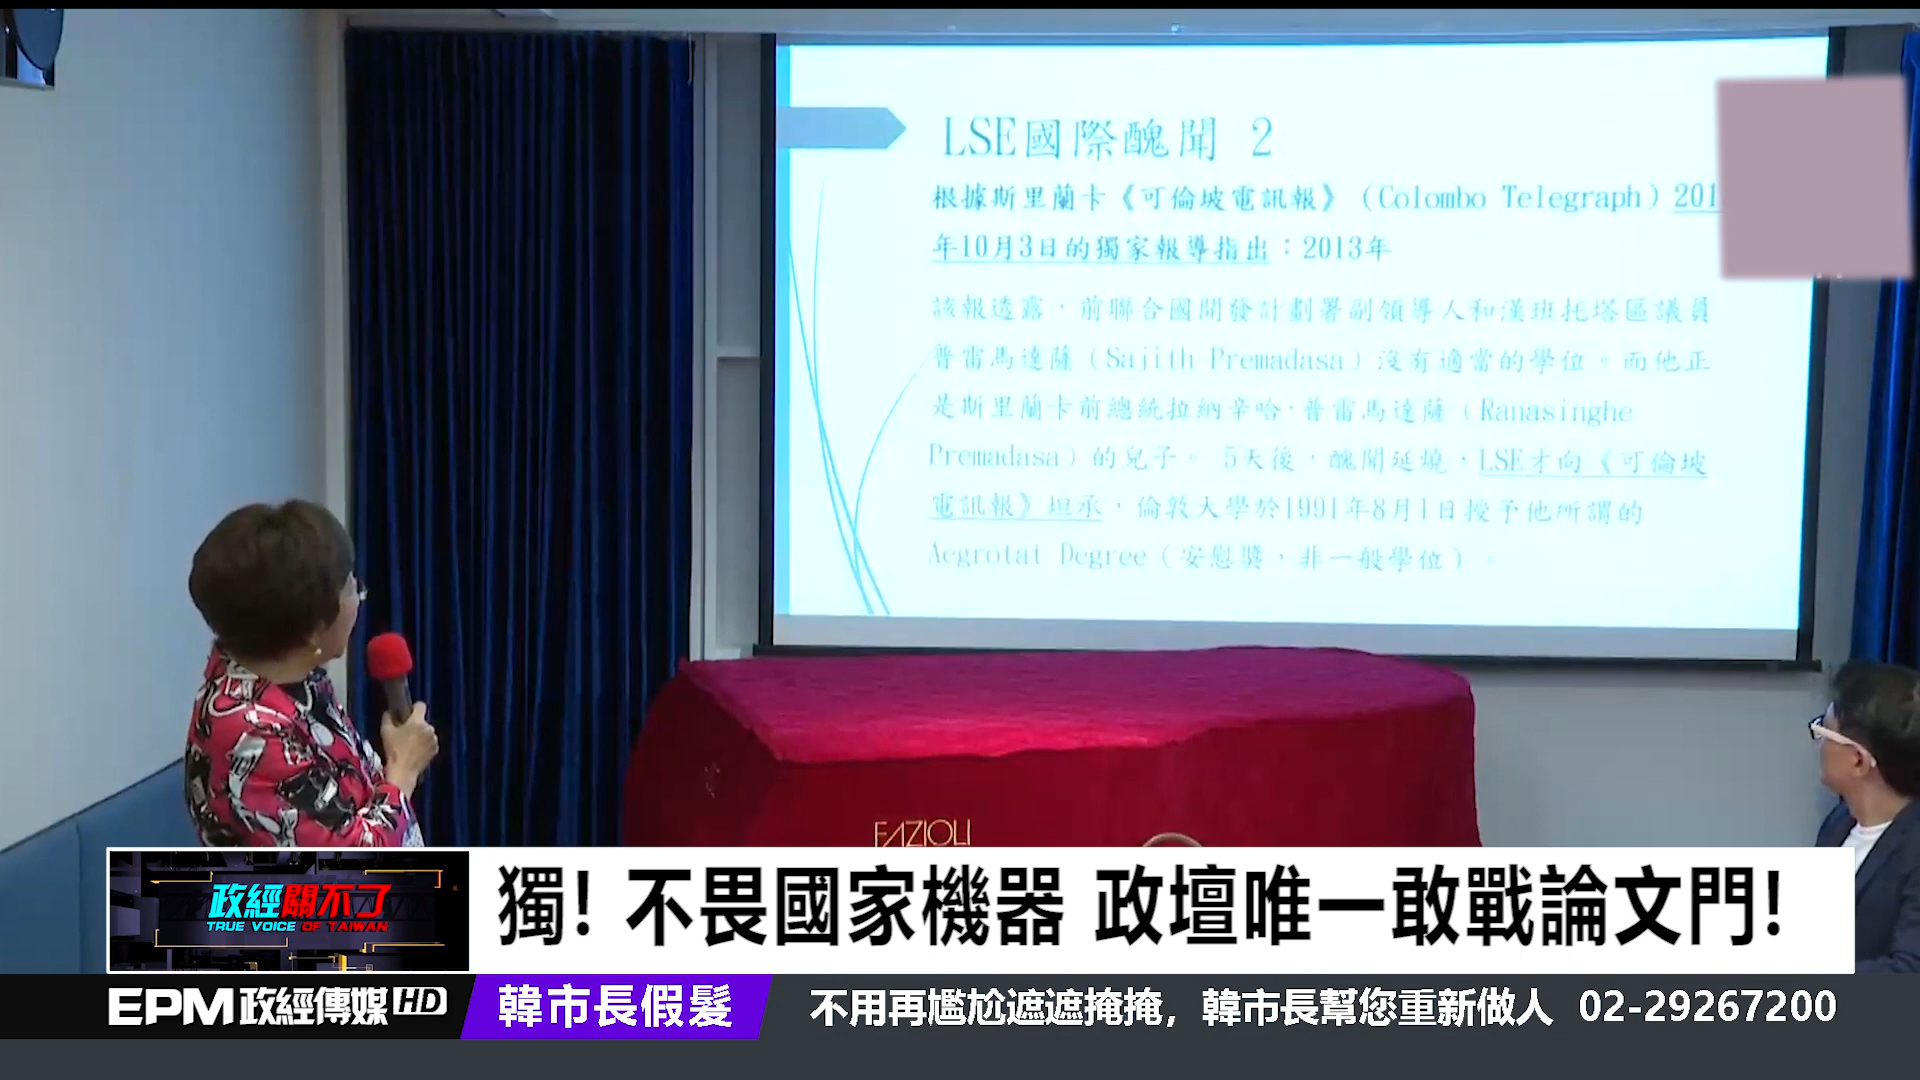 LSE國際醜聞 2
根據斯里蘭卡《可倫坡電訊報》（Colombo Telegraph）201
年10月3日的獨家報導指出：2013年
該報透露，前聯合國開發計劃署副領導人和漢班托塔區議員
普雷馬達薩（Sajith Premadasa）沒有適當的學位。而他正
是斯里蘭卡前總統拉納辛哈·普雷馬達薩（Ranasinghe
Premadasa）的兒子。 5天後，醜聞延燒，LSE才向《可倫坡
電訊報》坦承，倫敦大學於1991年8月1日授予他所謂的
Aegrotat Degree（安慰獎，非一般學位）。
FAZIOLI
政經關不了
TRUE VOICE OF TAIWAN
獨! 不畏國家機器 政壇唯一敢戰論文門!
EPM政經傳媒HD
韓市長假髮
不用再尷尬遮遮掩掩，韓市長幫您重新做人 02-29267200